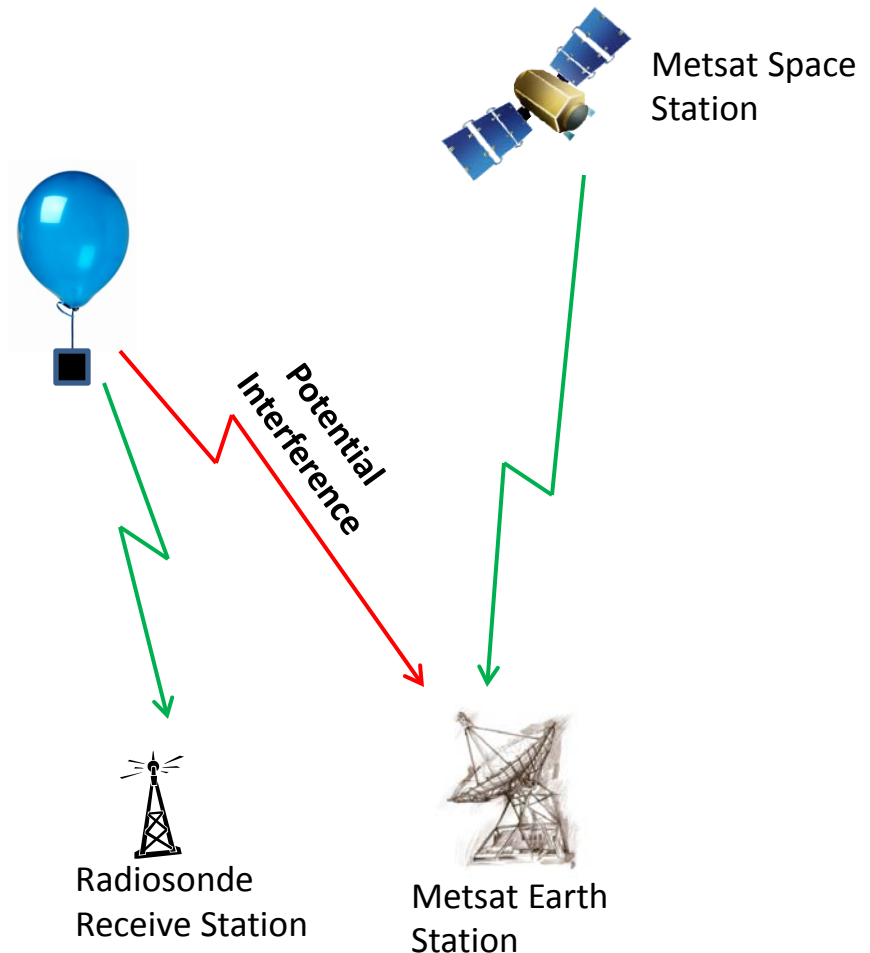 Metsat Space
Station
Potential
Interference
Radiosonde
Receive Station
Metsat Earth
Station